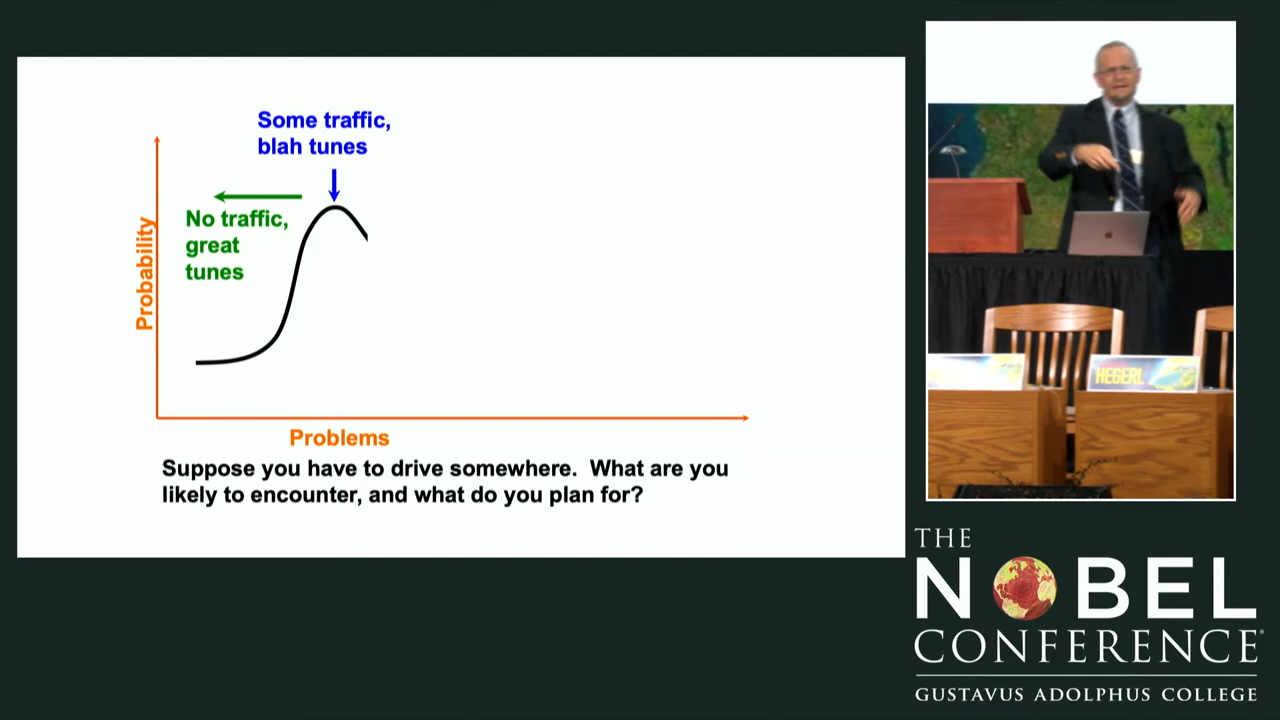 Some traffic,
blah tunes
No traffic,
great
tunes
Probability
Problems
Suppose you have to drive somewhere. What are you
likely to encounter, and what do you plan for?
HEGERL
THE
NOBEL
CONFERENCE®
GUSTAVUS ADOLPHUS COLLEGE